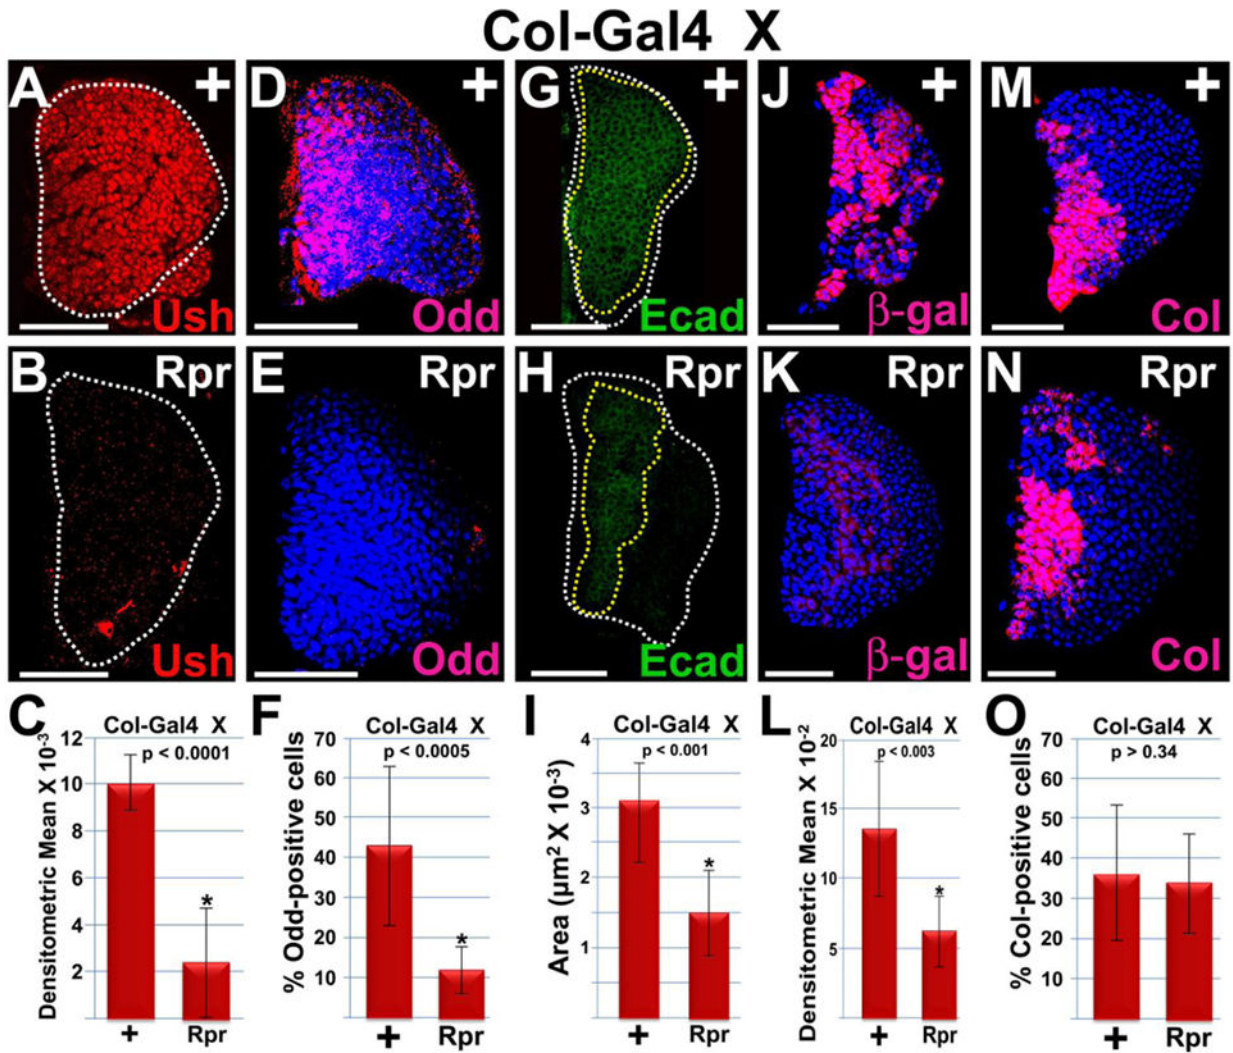 Col-Gal4 X
A + Ush
D + Odd
G + Ecad
J + β-gal
M + Col
B Rpr Ush
E Rpr Odd
H Rpr Ecad
K Rpr β-gal
N Rpr Col
C
Col-Gal4 X
p < 0.0001
Densitometric Mean X 10-3
12
10
8
6
4
2
*
+ Rpr
F
Col-Gal4 X
p < 0.0005
% Odd-positive cells
70
60
50
40
30
20
10
*
+ Rpr
I
Col-Gal4 X
p < 0.001
Area (µm2 X 10-3)
4
3
2
1
*
+ Rpr
L
Col-Gal4 X
p < 0.003
Densitometric Mean X 10-2
20
15
10
5
*
+ Rpr
O
Col-Gal4 X
p > 0.34
% Col-positive cells
70
60
50
40
30
20
10
+ Rpr